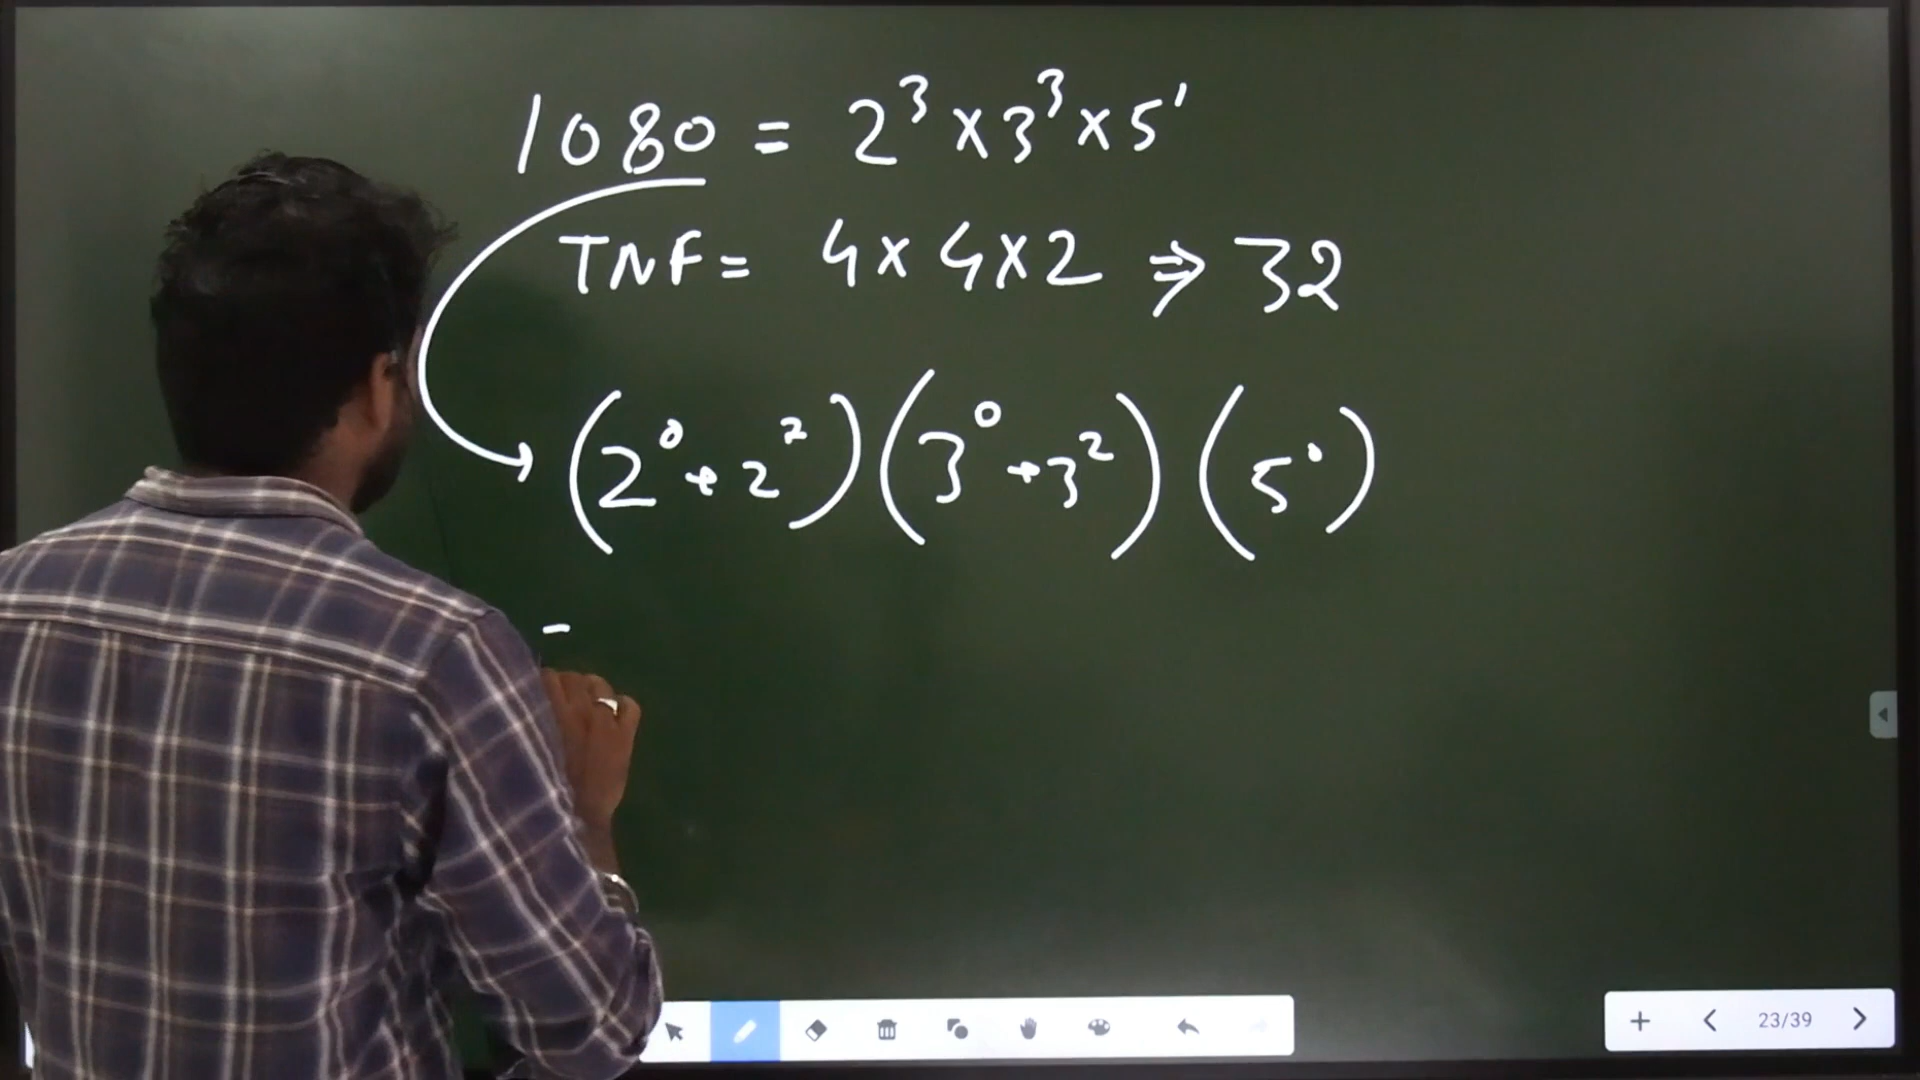 1080 = 2³ × 3³ × 5¹
TNF = 4 × 4 × 2 ⇒ 32
(2⁰ + 2²) (3⁰ + 3²) (5⁰)
-
23/39